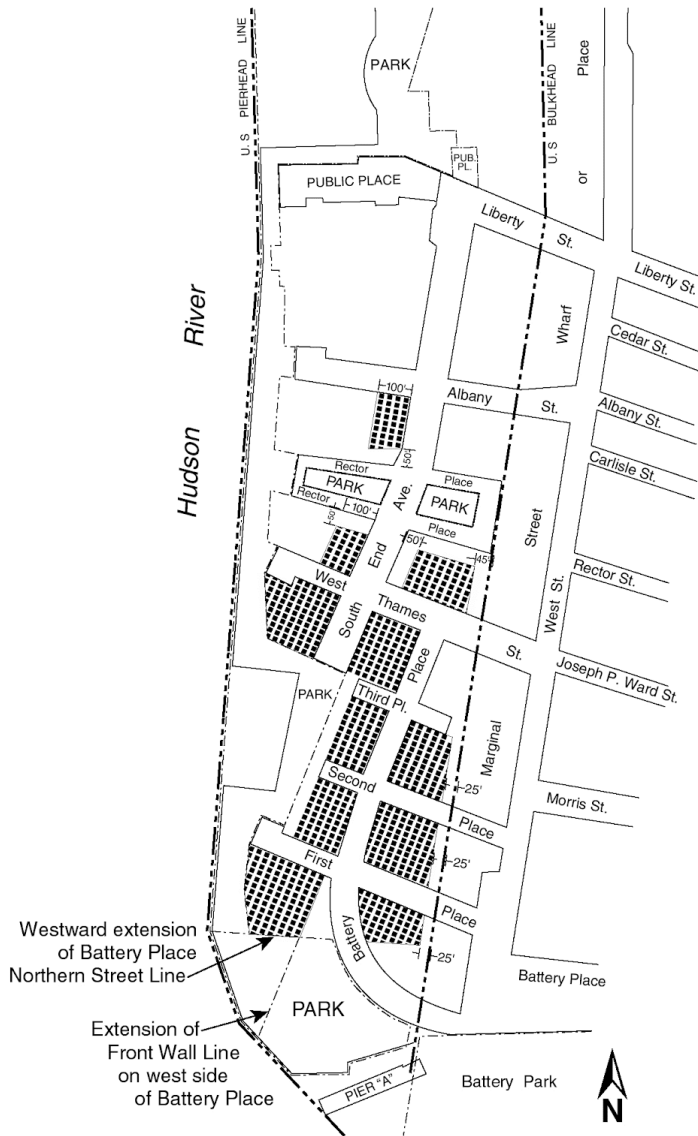 U.S PIERHEAD LINE
PARK
U.S BULKHEAD LINE
Place
or
PUB.
PL.
PUBLIC PLACE
Liberty
St.
Liberty St.
Hudson River
Wharf
Cedar St.
100'
Albany
St.
Albany St.
50'
Carlisle St.
Rector
Place
PARK
Ave.
PARK
Rector
100'
Street
50'
Place
50'
45'
End
West
Rector St.
South
Thames
West St.
Place
St.
Joseph P. Ward St.
PARK
Third Pl.
Marginal
Second
25'
Place
Morris St.
First
25'
Place
Battery
Westward extension
of Battery Place
Northern Street Line
25'
Battery Place
PARK
Extension of
Front Wall Line
on west side
of Battery Place
PIER "A"
Battery Park
N